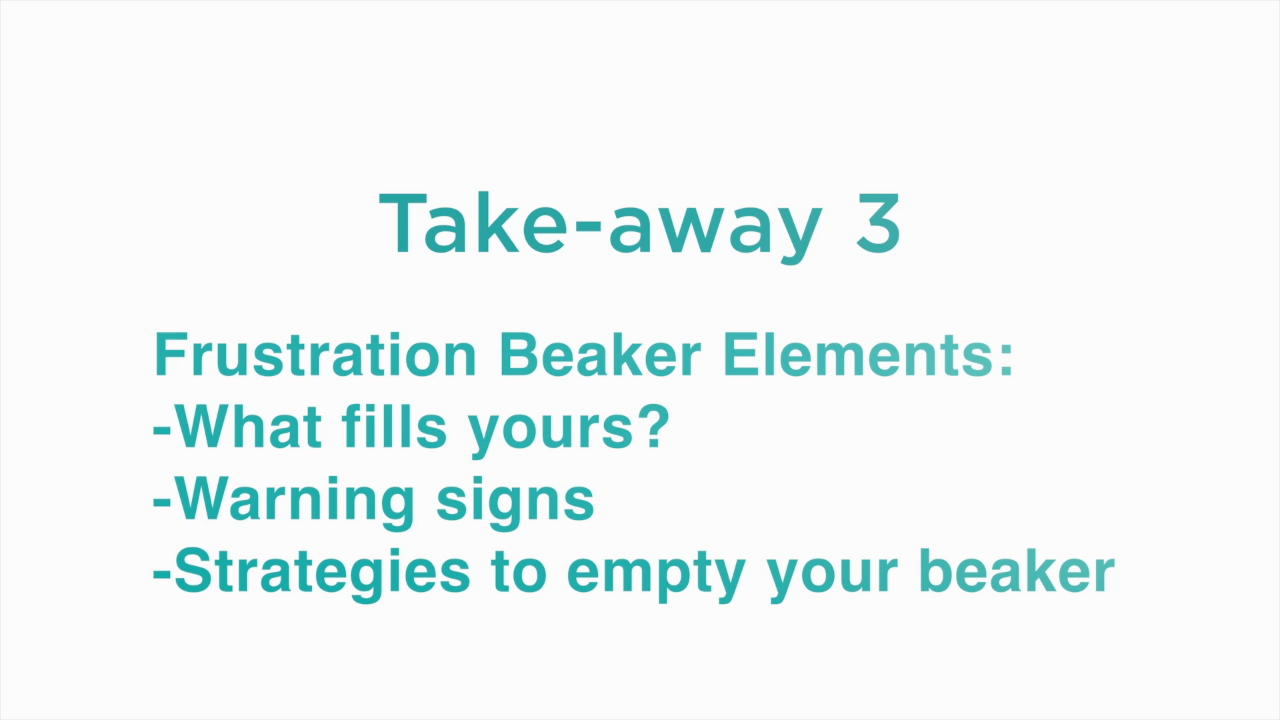 Take-away 3
Frustration Beaker Elements:
-What fills yours?
-Warning signs
-Strategies to empty your beaker